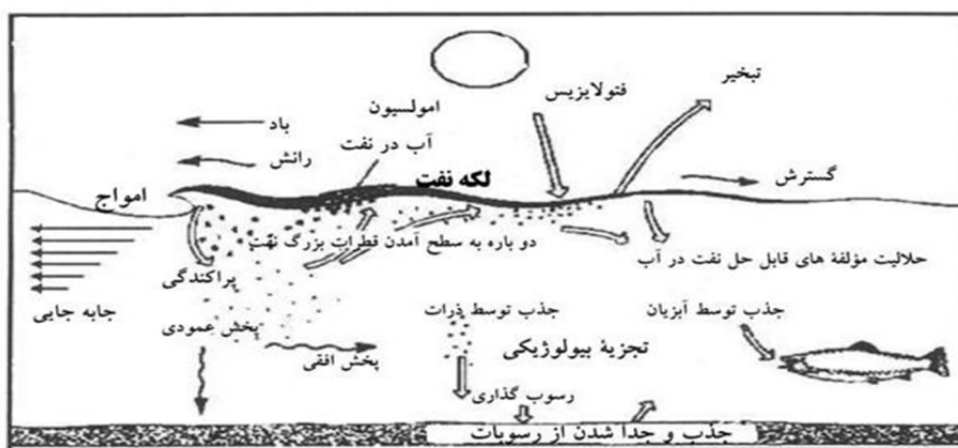 تبخیر
فتولایزیس
امولسیون
آب در نفت
باد
رانش
لکه نفت
گسترش
امواج
دو باره به سطح آمدن قطرات بزرگ نفت
حلالیت مؤلفه های قابل حل نفت در آب
پراکندگی
جابه جایی
پخش عمودی
جذب توسط ذرات
جذب توسط آبزیان
پخش افقی
تجزیۀ بیولوژیکی
رسوب گذاری
جذب و جدا شدن از رسوبات